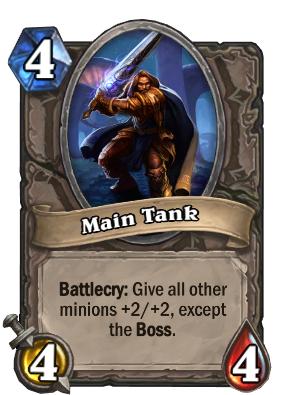 4
Main Tank
Battlecry: Give all other
minions +2/+2, except
the Boss.
4 4